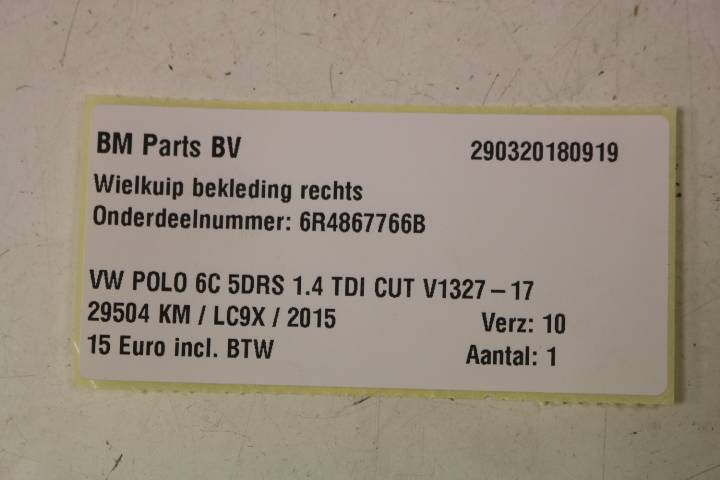 BM Parts BV 290320180919
Wielkuip bekleding rechts
Onderdeelnummer: 6R4867766B
VW POLO 6C 5DRS 1.4 TDI CUT V1327-17
29504 KM / LC9X / 2015 Verz: 10
15 Euro incl. BTW Aantal: 1